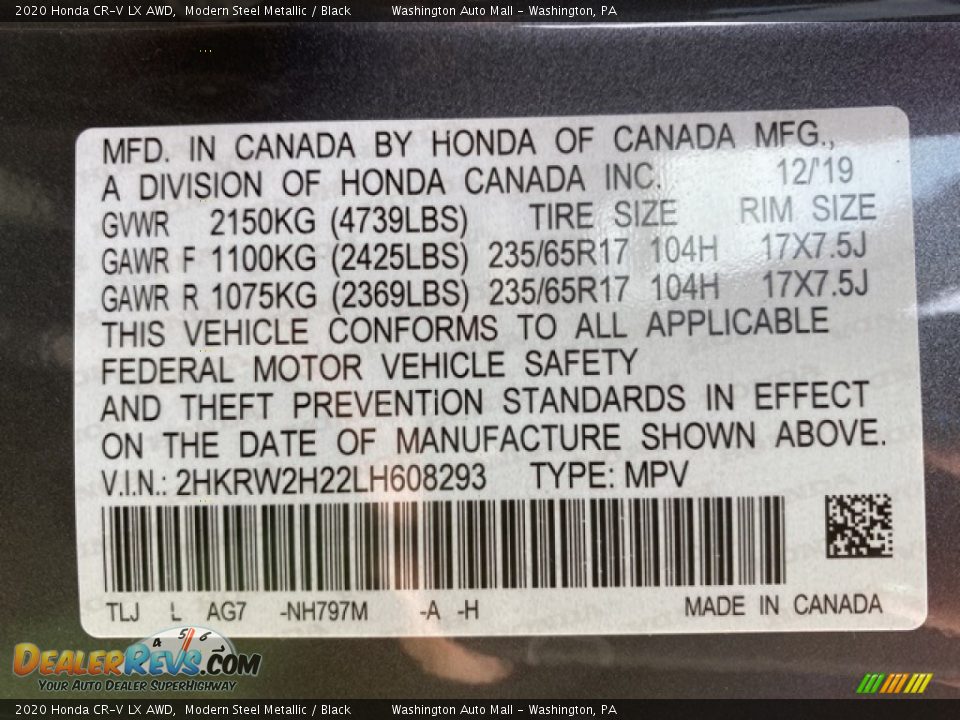 2020 Honda CR-V LX AWD, Modern Steel Metallic / Black Washington Auto Mall - Washington, PA
MFD. IN CANADA BY HONDA OF CANADA MFG.,
A DIVISION OF HONDA CANADA INC. 12/'19
GVWR 2150KG (4739LBS) TIRE SIZE RIM SIZE
GAWR F 1100KG (2425LBS) 235/65R17 104H 17X7.5J
GAWR R 1075KG (2369LBS) 235/65R17 104H 17X7.5J
THIS VEHICLE CONFORMS TO ALL APPLICABLE
FEDERAL MOTOR VEHICLE SAFETY
AND THEFT PREVENTION STANDARDS IN EFFECT
ON THE DATE OF MANUFACTURE SHOWN ABOVE.
V.I.N.: 2HKRW2H22LH608293 TYPE: MPV
TLJ L AG7 -NH797M -A -H MADE IN CANADA
4 5 6
DEALERREVS.COM
YOUR AUTO DEALER SUPERHIGHWAY
2020 Honda CR-V LX AWD, Modern Steel Metallic / Black Washington Auto Mall - Washington, PA